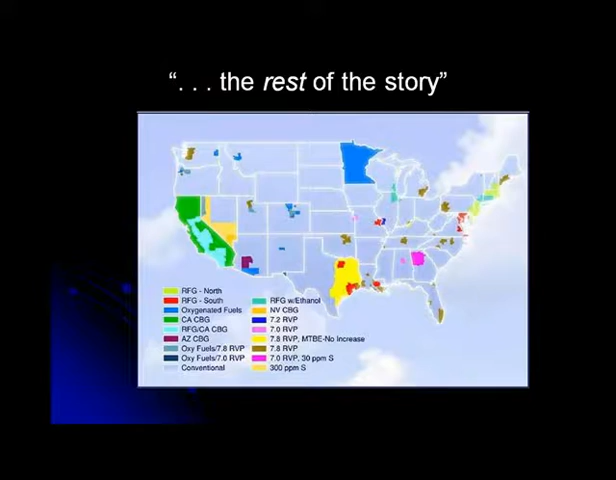 “. . . the rest of the story”
RFG - North
RFG - South
Oxygenated Fuels
CA CBG
RFG/CA CBG
AZ CBG
Oxy Fuels/7.8 RVP
Oxy Fuels/7.0 RVP
Conventional
RFG w/Ethanol
NV CBG
7.2 RVP
7.0 RVP
7.8 RVP, MTBE-No Increase
7.8 RVP
7.0 RVP, 30 ppm S
300 ppm S